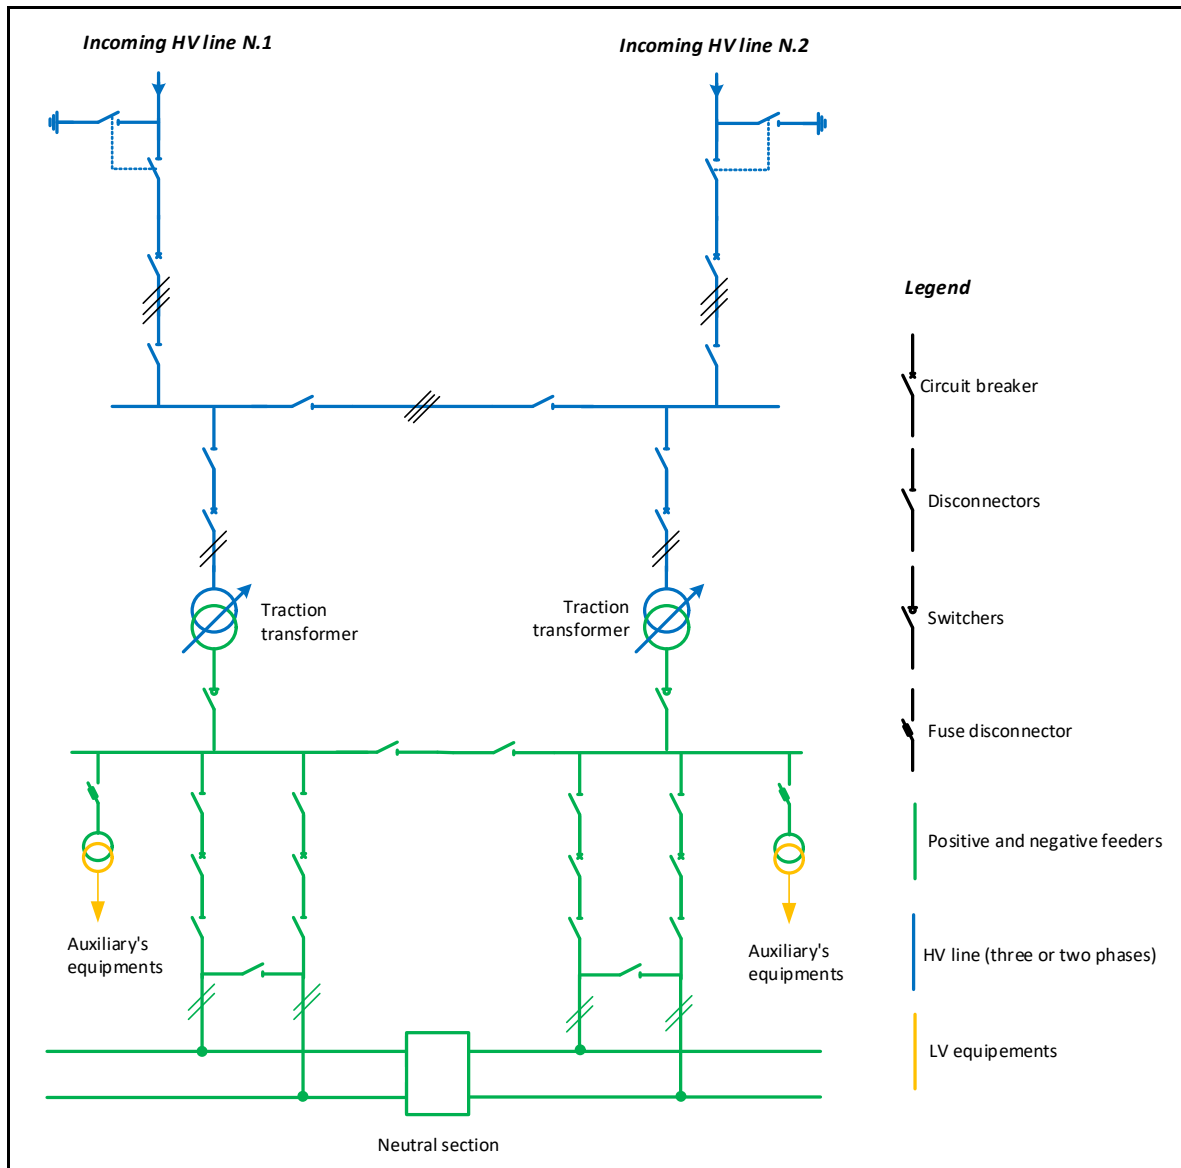 Incoming HV line N.1
Incoming HV line N.2
Legend
Circuit breaker
Disconnectors
Traction
transformer
Traction
transformer
Switchers
Fuse disconnector
Positive and negative feeders
Auxiliary's
equipments
Auxiliary's
equipments
HV line (three or two phases)
LV equipements
Neutral section